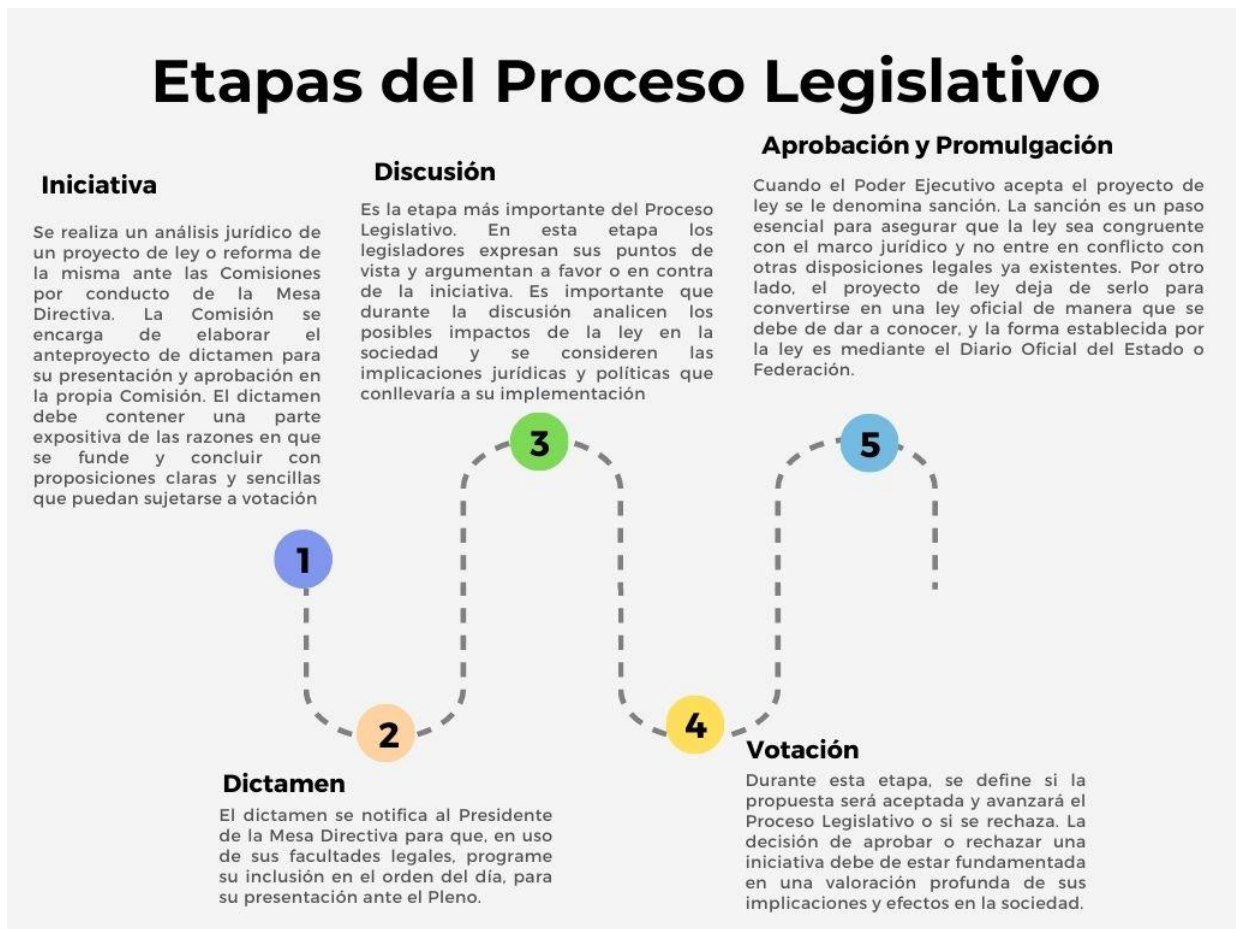 Etapas del Proceso Legislativo
Iniciativa
Se realiza un análisis jurídico de
un proyecto de ley o reforma de
la misma ante las Comisiones
por conducto de la Mesa
Directiva. La Comisión se
encarga de elaborar el
anteproyecto de dictamen para
su presentación y aprobación en
la propia Comisión. El dictamen
debe contener una parte
expositiva de las razones en que
se funde y concluir con
proposiciones claras y sencillas
que puedan sujetarse a votación
1
2
Dictamen
El dictamen se notifica al Presidente
de la Mesa Directiva para que, en uso
de sus facultades legales, programe
su inclusión en el orden del día, para
su presentación ante el Pleno.
Discusión
Es la etapa más importante del Proceso
Legislativo. En esta etapa los
legisladores expresan sus puntos de
vista y argumentan a favor o en contra
de la iniciativa. Es importante que
durante la discusión analicen los
posibles impactos de la ley en la
sociedad y se consideren las
implicaciones jurídicas y políticas que
conllevaría a su implementación
3
4
Votación
Durante esta etapa, se define si la
propuesta será aceptada y avanzará el
Proceso Legislativo o si se rechaza. La
decisión de aprobar o rechazar una
iniciativa debe de estar fundamentada
en una valoración profunda de sus
implicaciones y efectos en la sociedad.
Aprobación y Promulgación
Cuando el Poder Ejecutivo acepta el proyecto de
ley se le denomina sanción. La sanción es un paso
esencial para asegurar que la ley sea congruente
con el marco jurídico y no entre en conflicto con
otras disposiciones legales ya existentes. Por otro
lado, el proyecto de ley deja de serlo para
convertirse en una ley oficial de manera que se
debe de dar a conocer, y la forma establecida por
la ley es mediante el Diario Oficial del Estado o
Federación.
5